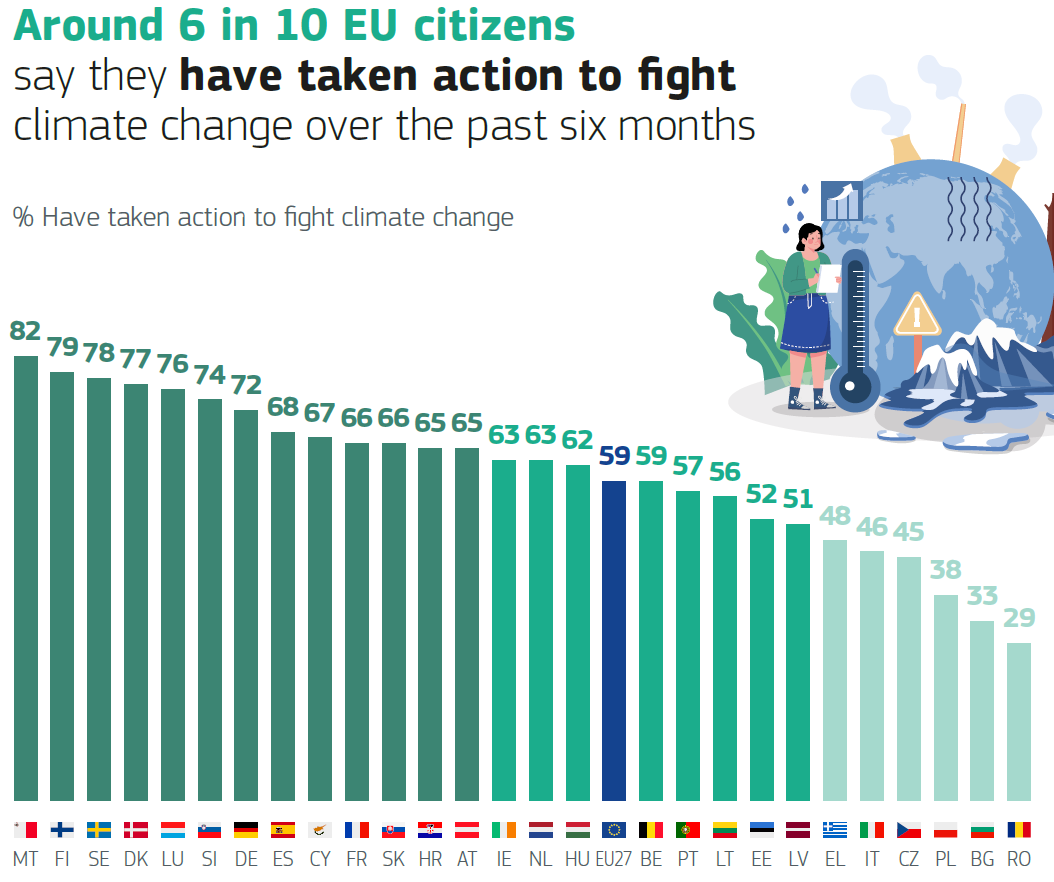 Around 6 in 10 EU citizens
say they have taken action to fight
climate change over the past six months
% Have taken action to fight climate change
82 79 78 77 76 74 72 68 67 66 66 65 65 63 63 62 59 59 57 56 52 51 48 46 45 38 33 29
MT FI SE DK LU SI DE ES CY FR SK HR AT IE NL HU EU27 BE PT LT EE LV EL IT CZ PL BG RO